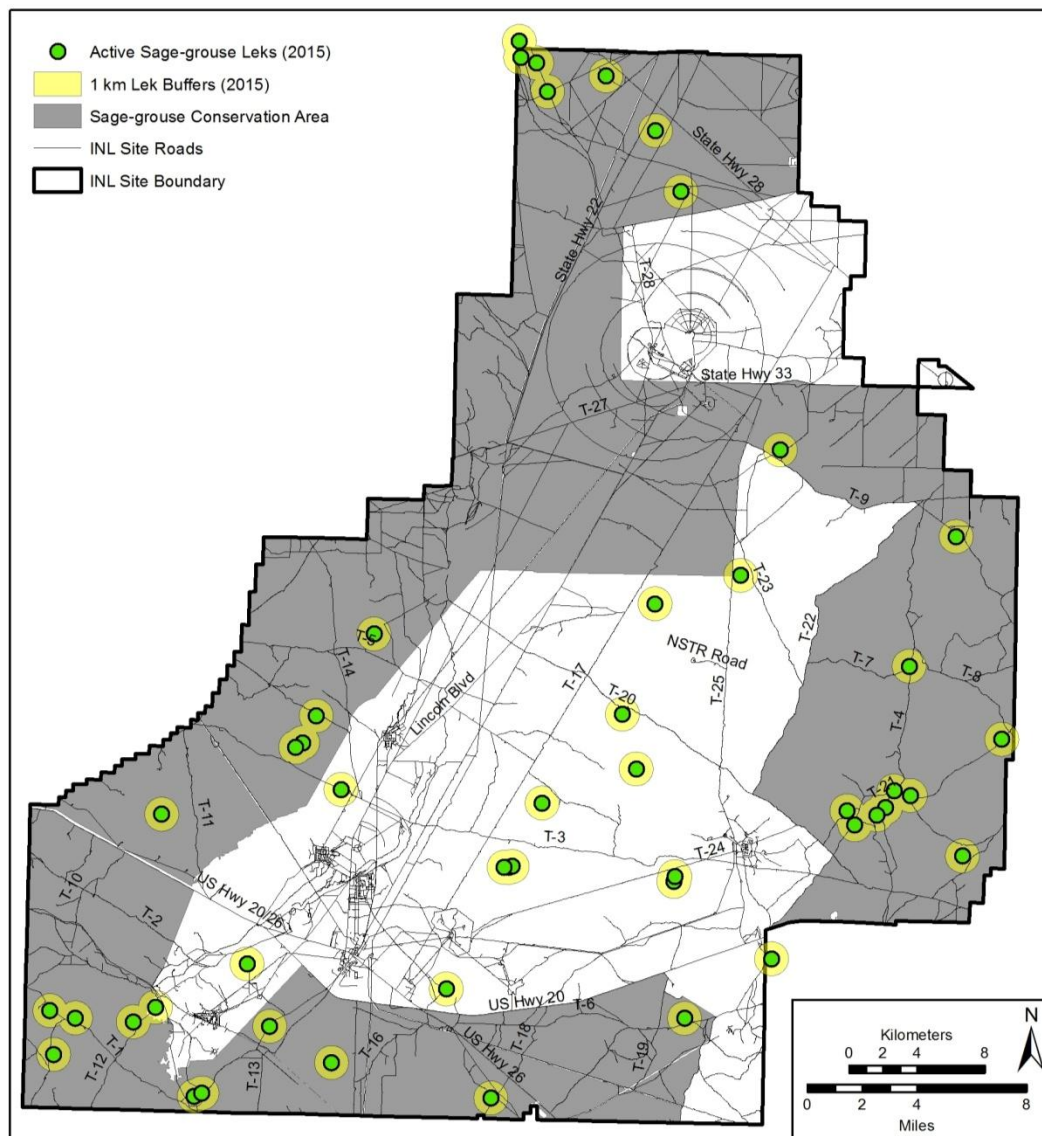 Active Sage-grouse Leks (2015)
1 km Lek Buffers (2015)
Sage-grouse Conservation Area
INL Site Roads
INL Site Boundary
State Hwy 28
State Hwy 22
T-28
State Hwy 33
T-27
T-9
T-23
T-22
T-5
T-14
NSTR Road
T-7
T-8
T-17
T-25
Lincoln Blvd
T-20
T-4
T-21
T-11
T-3
T-24
US Hwy 20/26
T-10
T-2
US Hwy 20
T-6
T-18
T-16
US Hwy 26
T-19
T-1
T-12
T-13
N
Kilometers
0 2 4 8
0 2 4 8
Miles